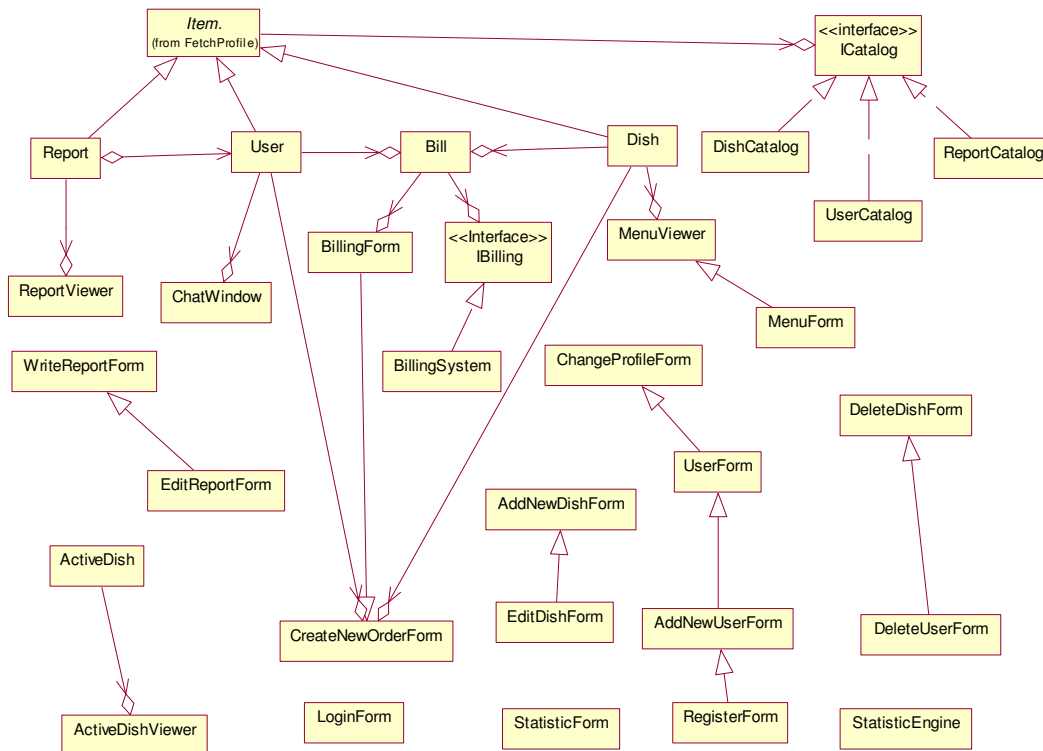 Item.
(from FetchProfile)
<<interface>>
ICatalog
Report
User
Bill
Dish
DishCatalog
ReportCatalog
UserCatalog
BillingForm
<<Interface>>
IBilling
MenuViewer
ReportViewer
ChatWindow
MenuForm
WriteReportForm
BillingSystem
ChangeProfileForm
DeleteDishForm
EditReportForm
UserForm
AddNewDishForm
ActiveDish
EditDishForm
AddNewUserForm
DeleteUserForm
CreateNewOrderForm
ActiveDishViewer
LoginForm
StatisticForm
RegisterForm
StatisticEngine